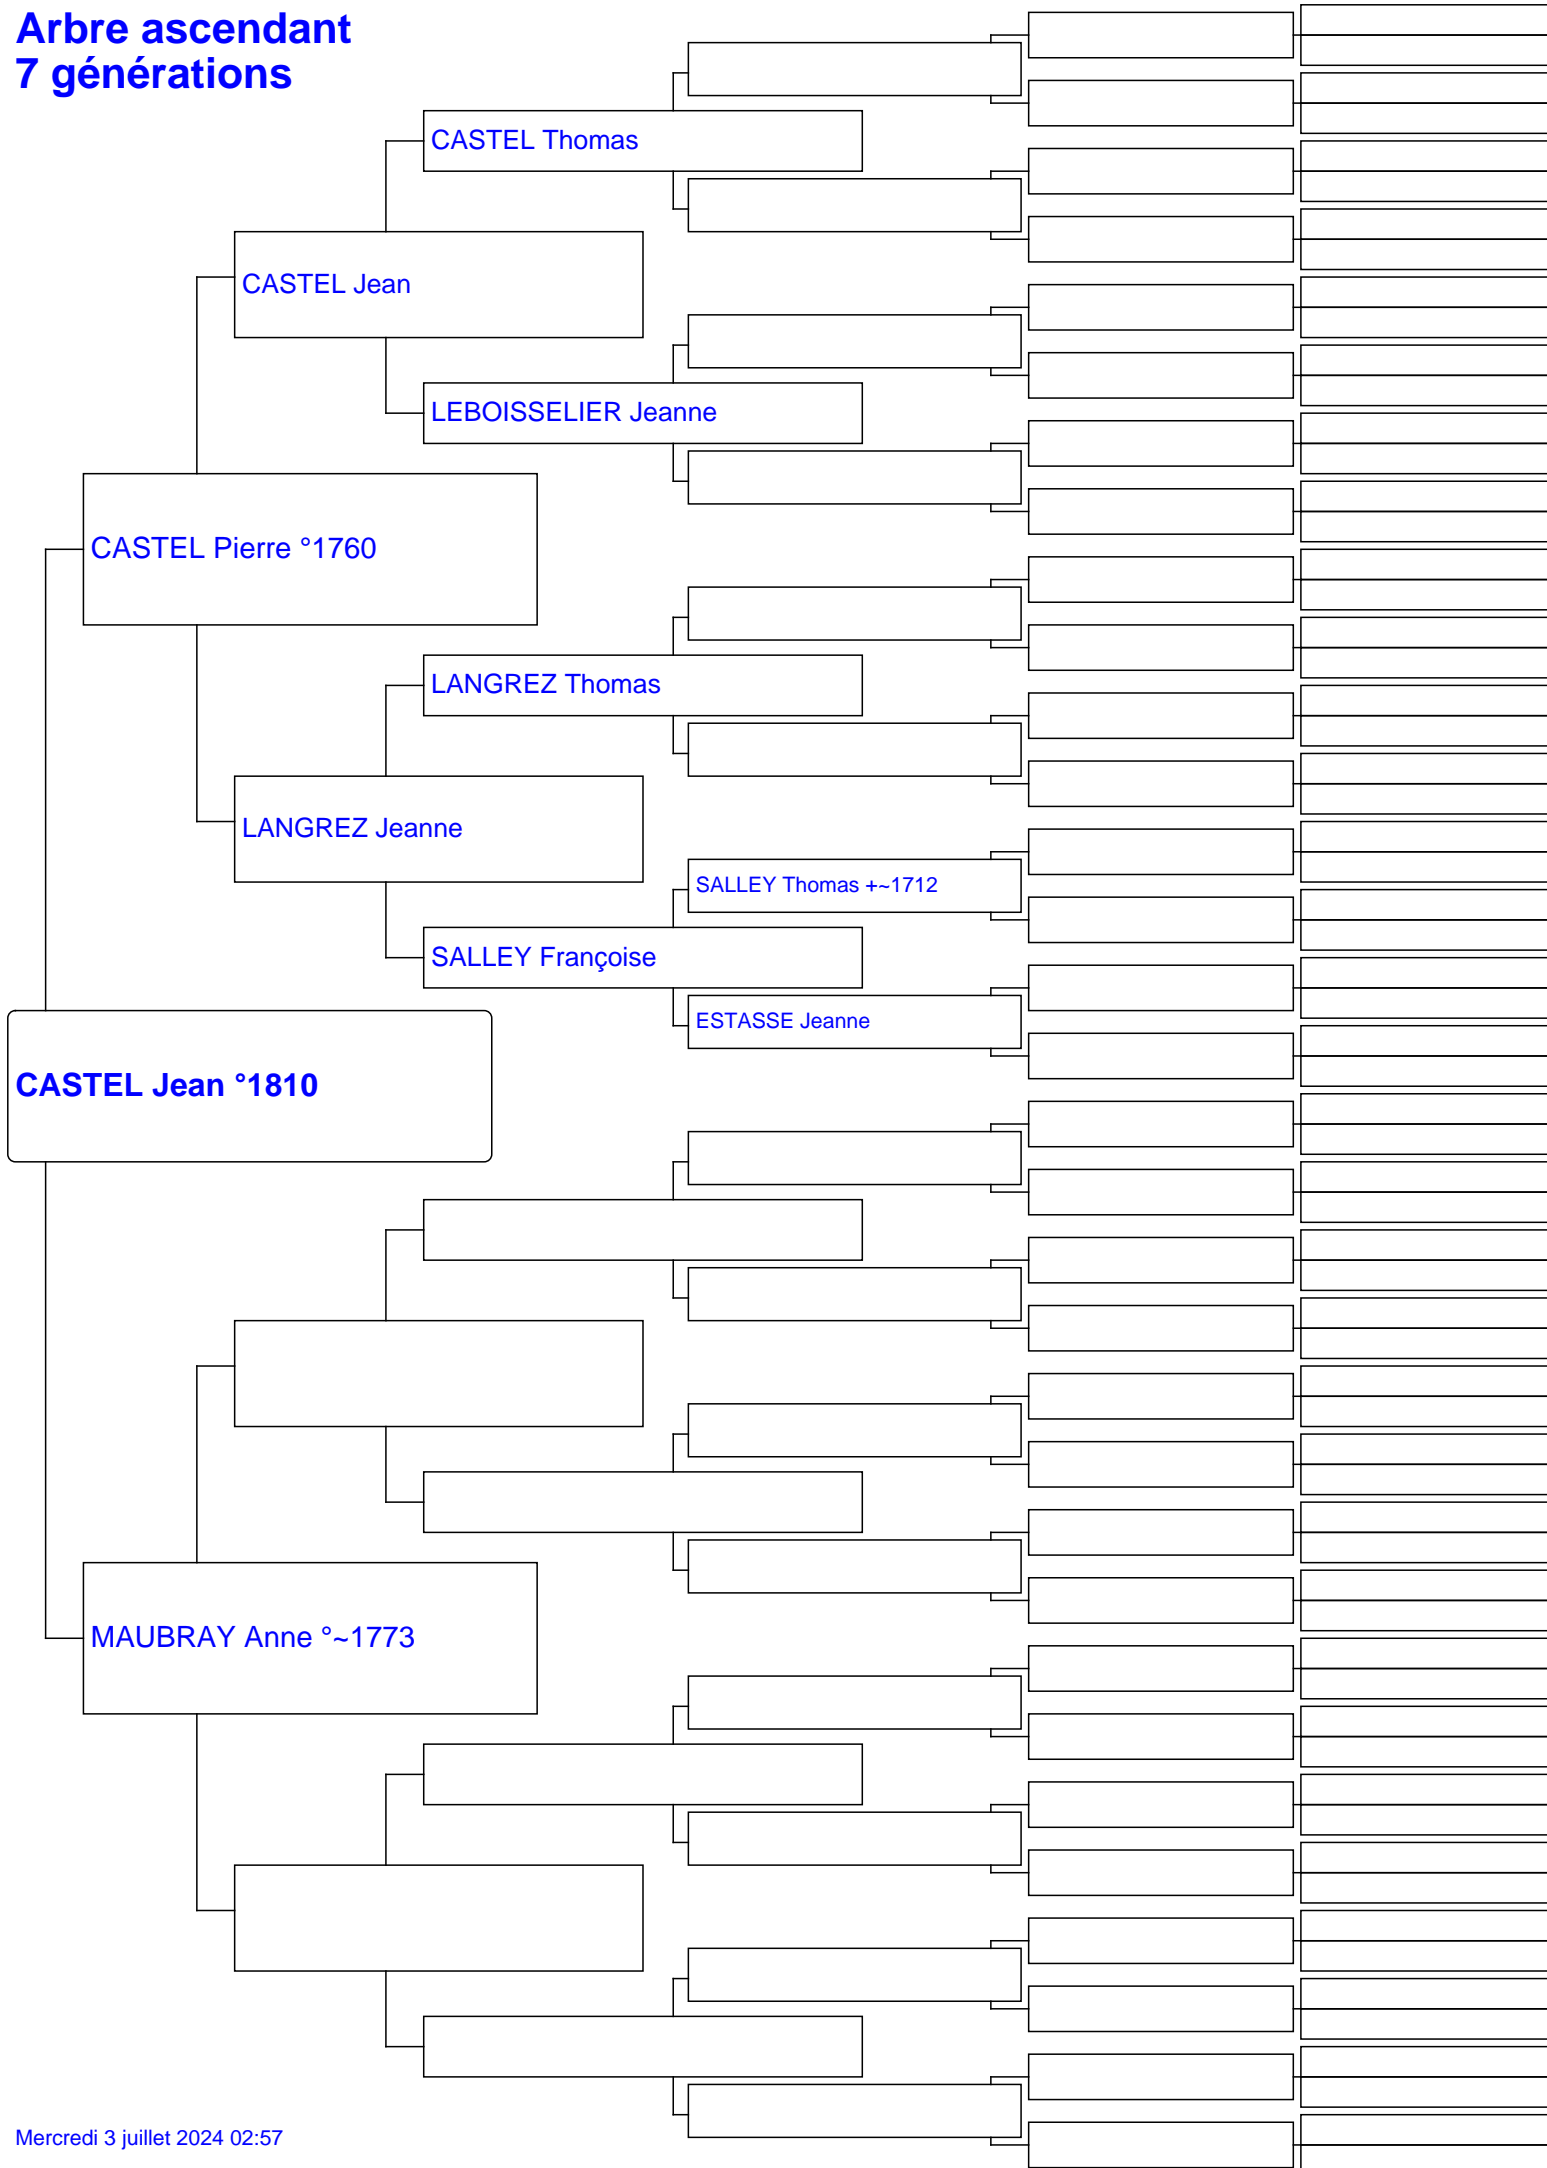 Arbre ascendant
7 générations
CASTEL Thomas
CASTEL Jean
LEBOISSELIER Jeanne
CASTEL Pierre °1760
LANGREZ Thomas
LANGREZ Jeanne
SALLEY Thomas +~1712
SALLEY Françoise
ESTASSE Jeanne
CASTEL Jean °1810
MAUBRAY Anne °~1773
Mercredi 3 juillet 2024 02:57